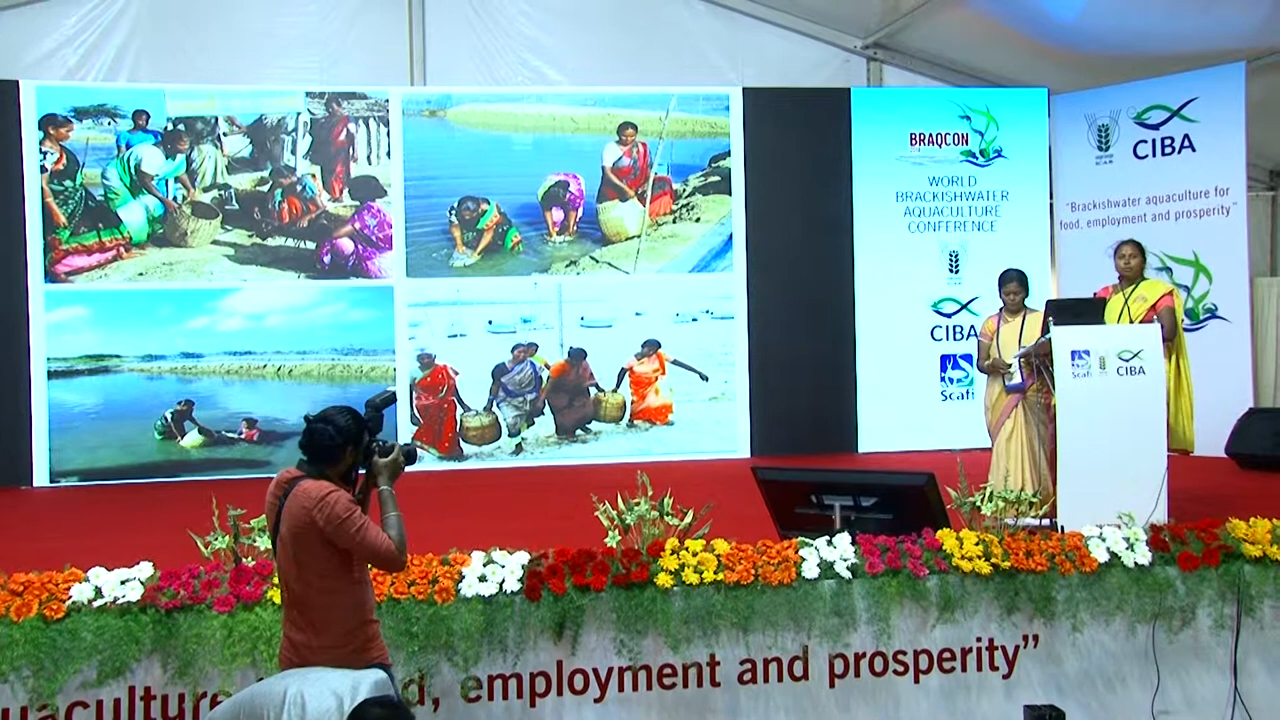 BRAQCON
WORLD
BRACKISHWATER
AQUACULTURE
CONFERENCE
CIBA
Scafi
CIBA
"Brackishwater aquaculture for
food, employment and prosperity"
Scafi
CIBA
employment and prosperity"